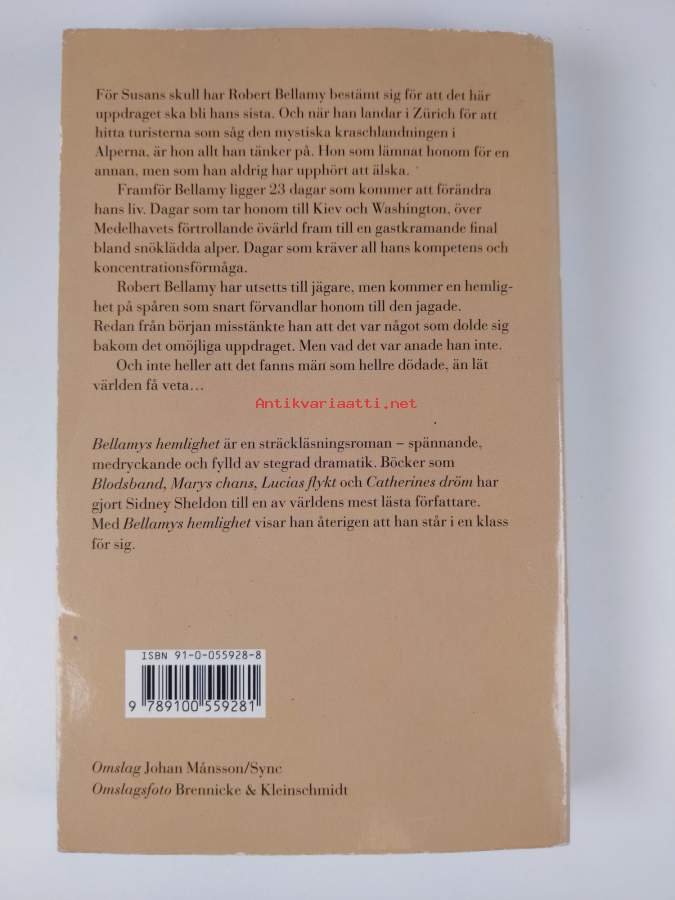 För Susans skull har Robert Bellamy bestämt sig för att det här
uppdraget ska bli hans sista. Och när han landar i Zürich för att
hitta turisterna som såg den mystiska kraschlandningen i
Alperna, är hon allt han tänker på. Hon som lämnat honom för en
annan, men som han aldrig har upphört att älska.
Framför Bellamy ligger 23 dagar som kommer att förändra
hans liv. Dagar som tar honom till Kiev och Washington, över
Medelhavets förtrollande övärld fram till en gastkramande final
bland snöklädda alper. Dagar som kräver all hans kompetens och
koncentrationsförmåga.
Robert Bellamy har utsetts till jägare, men kommer en hemlig-
het på spåren som snart förvandlar honom till den jagade.
Redan från början misstänkte han att det var något som dolde sig
bakom det omöjliga uppdraget. Men vad det var anade han inte.
Och inte heller att det fanns män som hellre dödade, än lät
världen få veta…
Antikvariaatti.net
Bellamys hemlighet är en sträckläsningsroman – spännande,
medryckande och fylld av stegrad dramatik. Böcker som
Blodsband, Marys chans, Lucias flykt och Catherines dröm har
gjort Sidney Sheldon till en av världens mest lästa författare.
Med Bellamys hemlighet visar han återigen att han står i en klass
för sig.
ISBN 91-0-055928-8
9 789100 559281
Omslag Johan Månsson/Sync
Omslagsfoto Brennicke & Kleinschmidt